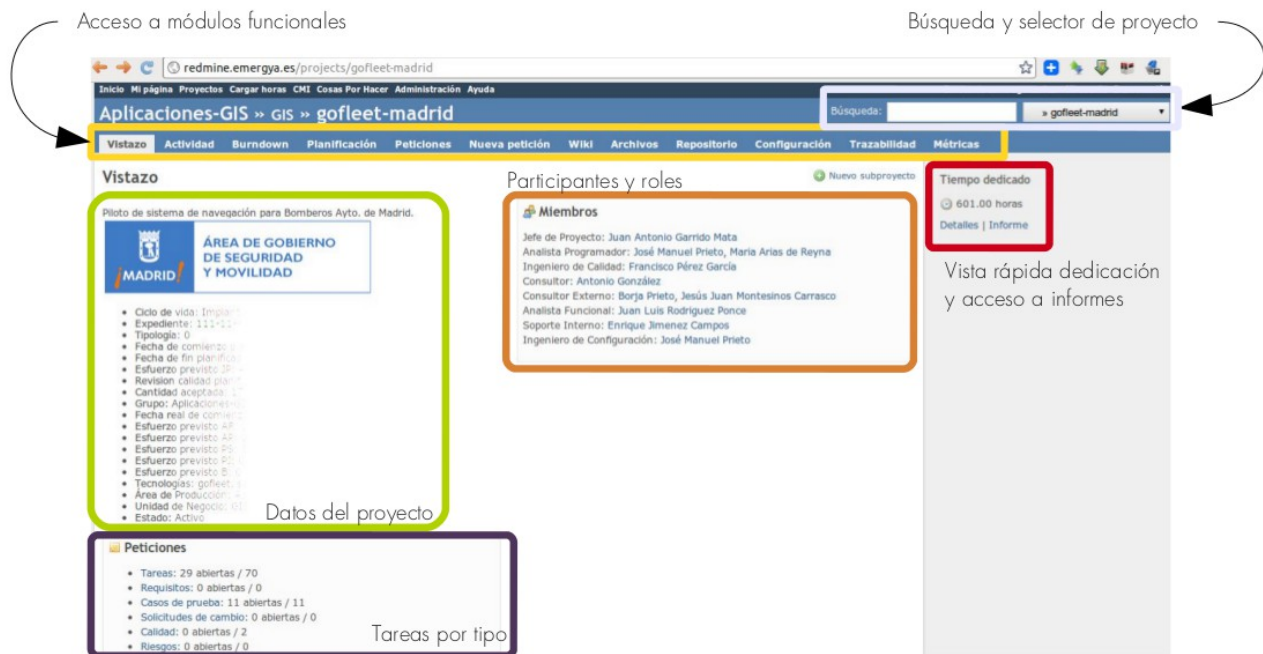 Acceso a módulos funcionales
Búsqueda y selector de proyecto
redmine.emergya.es/projects/gofleet-madrid
Inicio Mi página Proyectos Cargar horas CMI Cosas Por Hacer Administración Ayuda
Aplicaciones-GIS » GIS » gofleet-madrid
Búsqueda:
» gofleet-madrid
Vistazo Actividad Burndown Planificación Peticiones Nueva petición Wiki Archivos Repositorio Configuración Trazabilidad Métricas
Vistazo
Nuevo subproyecto
Piloto de sistema de navegación para Bomberos Ayto. de Madrid.
¡MADRID!
ÁREA DE GOBIERNO
DE SEGURIDAD
Y MOVILIDAD
Ciclo de vida:
Expediente:
Tipología: 0
Fecha de comienzo
Fecha de fin
Esfuerzo previsto
Revision calidad
Cantidad aceptada:
Grupo:
Fecha real de
Esfuerzo previsto
Esfuerzo previsto
Esfuerzo previsto
Esfuerzo previsto
Esfuerzo previsto
Tecnologías: gofleet,
Área de Producción:
Unidad de Negocio:
Estado: Activo
Datos del proyecto
Participantes y roles
Miembros
Jefe de Proyecto: Juan Antonio Garrido Mata
Analista Programador: José Manuel Prieto, Maria Arias de Reyna
Ingeniero de Calidad: Francisco Pérez García
Consultor: Antonio González
Consultor Externo: Borja Prieto, Jesús Juan Montesinos Carrasco
Analista Funcional: Juan Luis Rodriguez Ponce
Soporte Interno: Enrique Jimenez Campos
Ingeniero de Configuración: José Manuel Prieto
Tiempo dedicado
601.00 horas
Detalles | Informe
Vista rápida dedicación
y acceso a informes
Peticiones
Tareas: 29 abiertas / 70
Requisitos: 0 abiertas / 0
Casos de prueba: 11 abiertas / 11
Solicitudes de cambio: 0 abiertas / 0
Calidad: 0 abiertas / 2
Riesgos: 0 abiertas / 0
Tareas por tipo